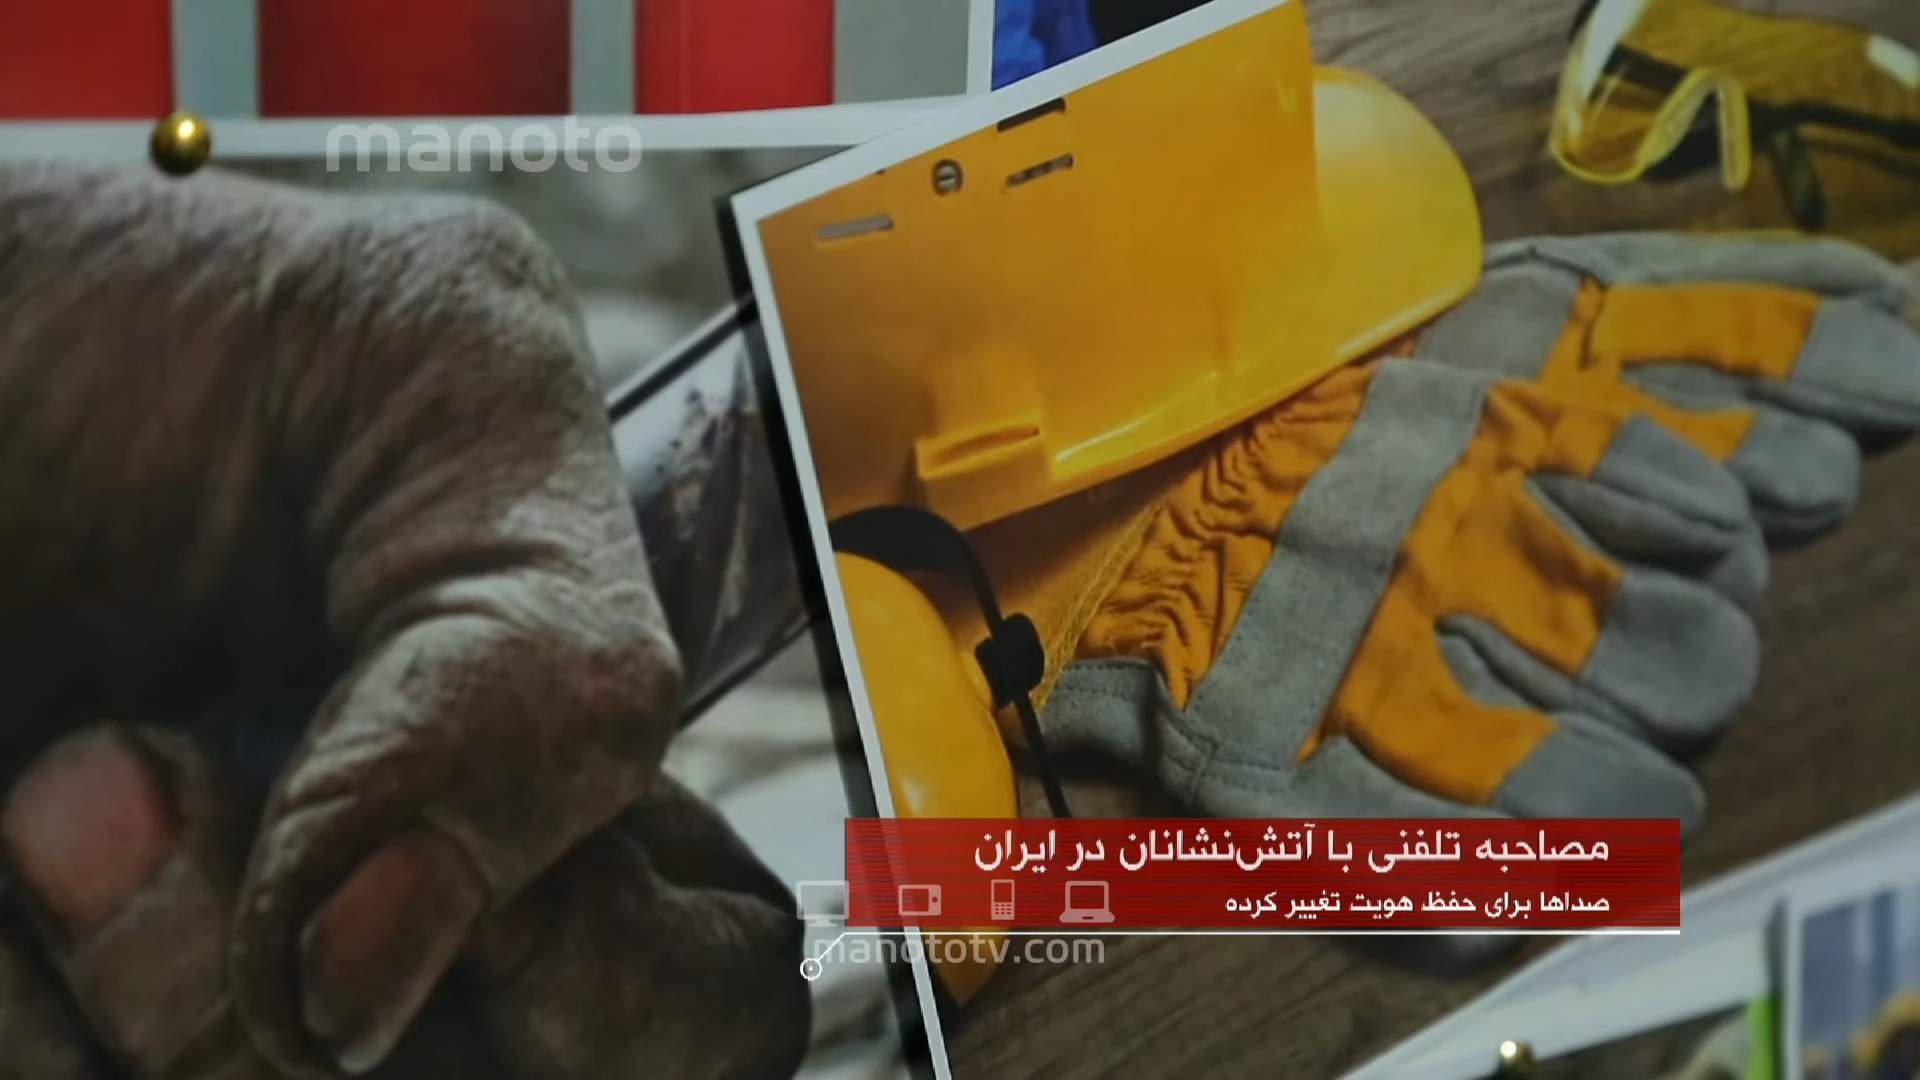 manoto
مصاحبه تلفنی با آتش‌نشانان در ایران
صداها برای حفظ هویت تغییر کرده
manototv.com